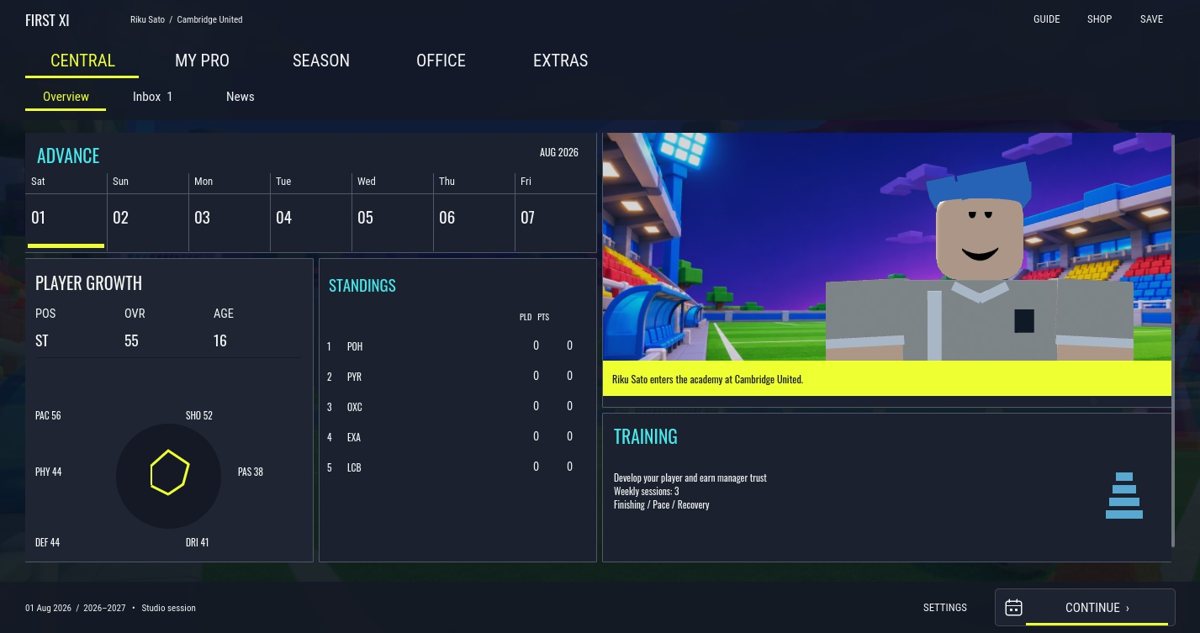 FIRST XI
Riku Sato / Cambridge United
GUIDE SHOP SAVE
CENTRAL MY PRO SEASON OFFICE EXTRAS
Overview Inbox 1 News
ADVANCE
AUG 2026
Sat Sun Mon Tue Wed Thu Fri
01 02 03 04 05 06 07
PLAYER GROWTH
POS OVR AGE
ST 55 16
PAC 56 SHO 52
PHY 44 PAS 38
DEF 44 DRI 41
STANDINGS
PLD PTS
1 POH 0 0
2 PYR 0 0
3 OXC 0 0
4 EXA 0 0
5 LCB 0 0
Riku Sato enters the academy at Cambridge United.
TRAINING
Develop your player and earn manager trust
Weekly sessions: 3
Finishing / Pace / Recovery
01 Aug 2026 / 2026–2027 • Studio session
SETTINGS
CONTINUE ›